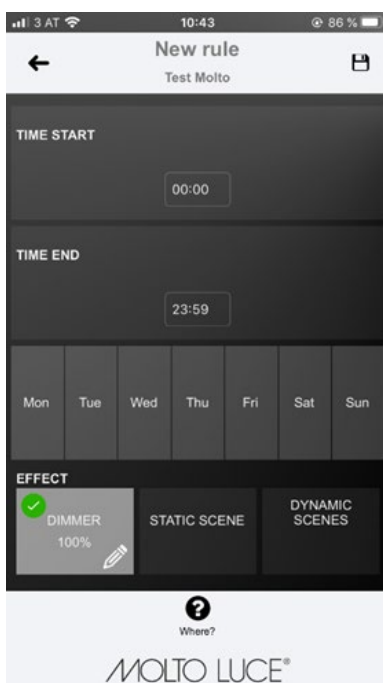 3 AT 10:43 86 %
New rule
Test Molto
TIME START
00:00
TIME END
23:59
Mon Tue Wed Thu Fri Sat Sun
EFFECT
DIMMER
100%
STATIC SCENE
DYNAMIC
SCENES
?
Where?
MOLTO LUCE®